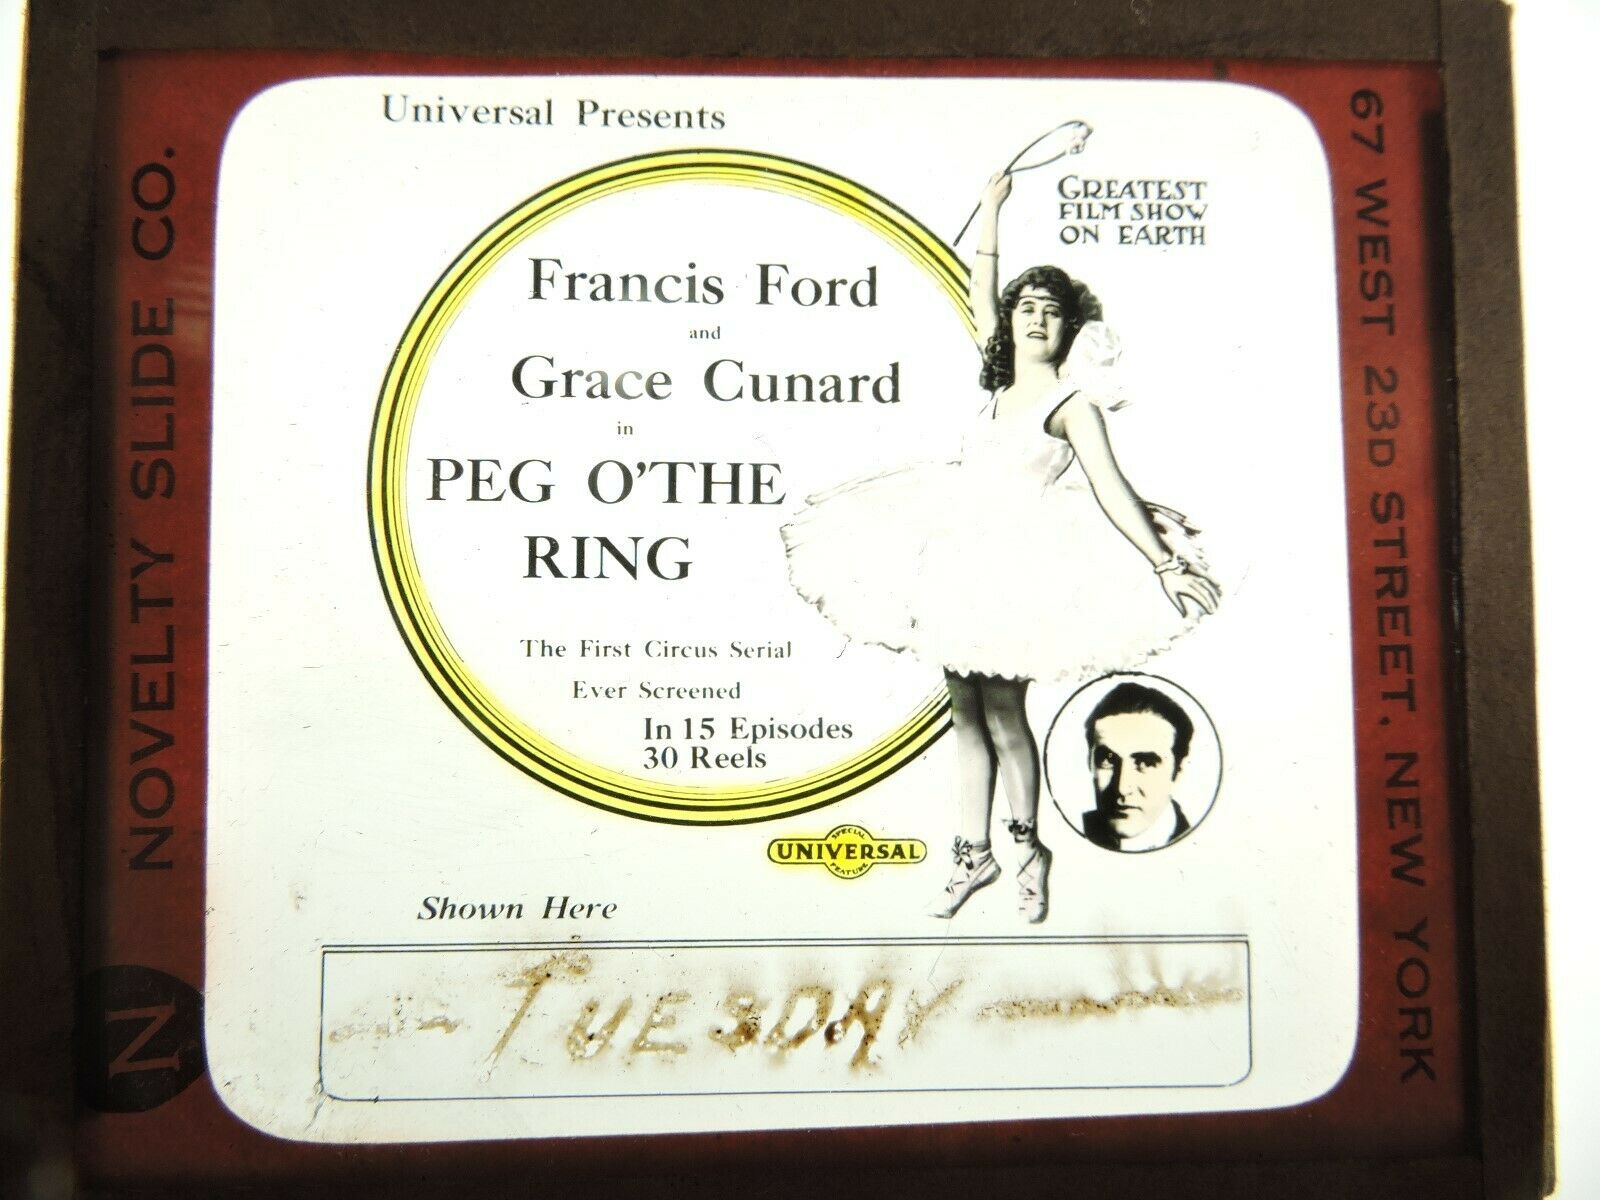 Universal Presents
GREATEST
FILM SHOW
ON EARTH
Francis Ford
and
Grace Cunard
in
PEG O'THE
RING
The First Circus Serial
Ever Screened
In 15 Episodes
30 Reels
SPECIAL
UNIVERSAL
FEATURE
Shown Here
TUESDAY
NOVELTY SLIDE CO.
N
67 WEST 23D STREET. NEW YORK